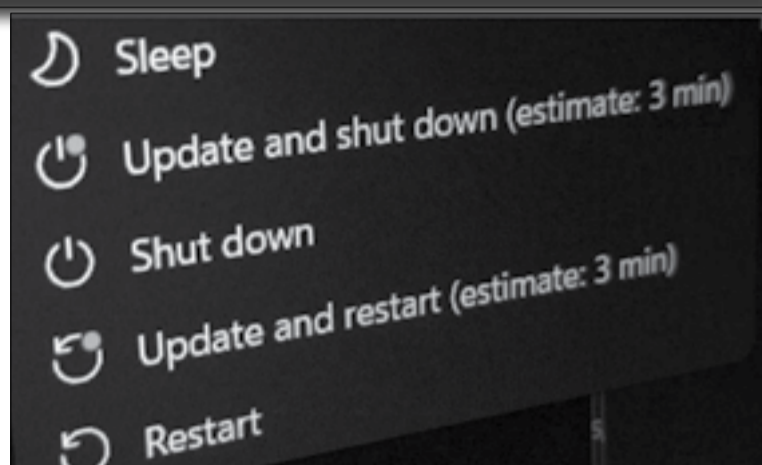 Sleep
Update and shut down (estimate: 3 min)
Shut down
Update and restart (estimate: 3 min)
Restart